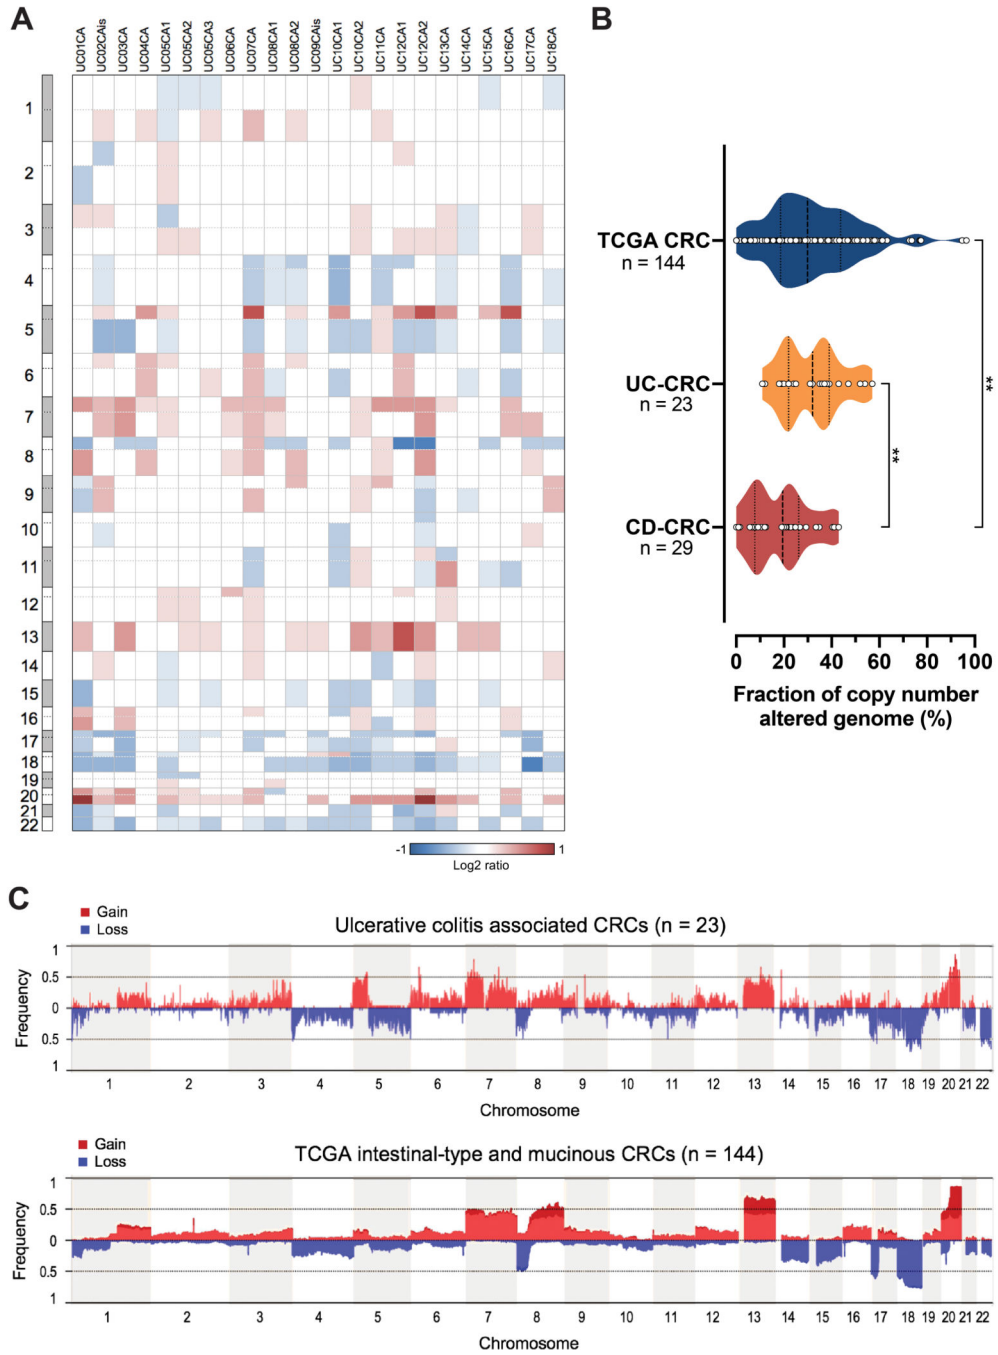 A
UC01CA
UC02CAis
UC03CA
UC04CA
UC05CA1
UC05CA2
UC05CA3
UC06CA
UC07CA
UC08CA1
UC08CA2
UC09CAis
UC10CA1
UC10CA2
UC11CA
UC12CA1
UC12CA2
UC13CA
UC14CA
UC15CA
UC16CA
UC17CA
UC18CA
1
2
3
4
5
6
7
8
9
10
11
12
13
14
15
16
17
18
19
20
21
22
-1 1
Log2 ratio
B
TCGA CRC
n = 144
UC-CRC
n = 23
CD-CRC
n = 29
**
**
0 20 40 60 80 100
Fraction of copy number
altered genome (%)
C
Gain
Loss
Ulcerative colitis associated CRCs (n = 23)
Frequency
1
0.5
0
0.5
1
1 2 3 4 5 6 7 8 9 10 11 12 13 14 15 16 17 18 19 20 21 22
Chromosome
Gain
Loss
TCGA intestinal-type and mucinous CRCs (n = 144)
Frequency
1
0.5
0
0.5
1
1 2 3 4 5 6 7 8 9 10 11 12 13 14 15 16 17 18 19 20 21 22
Chromosome